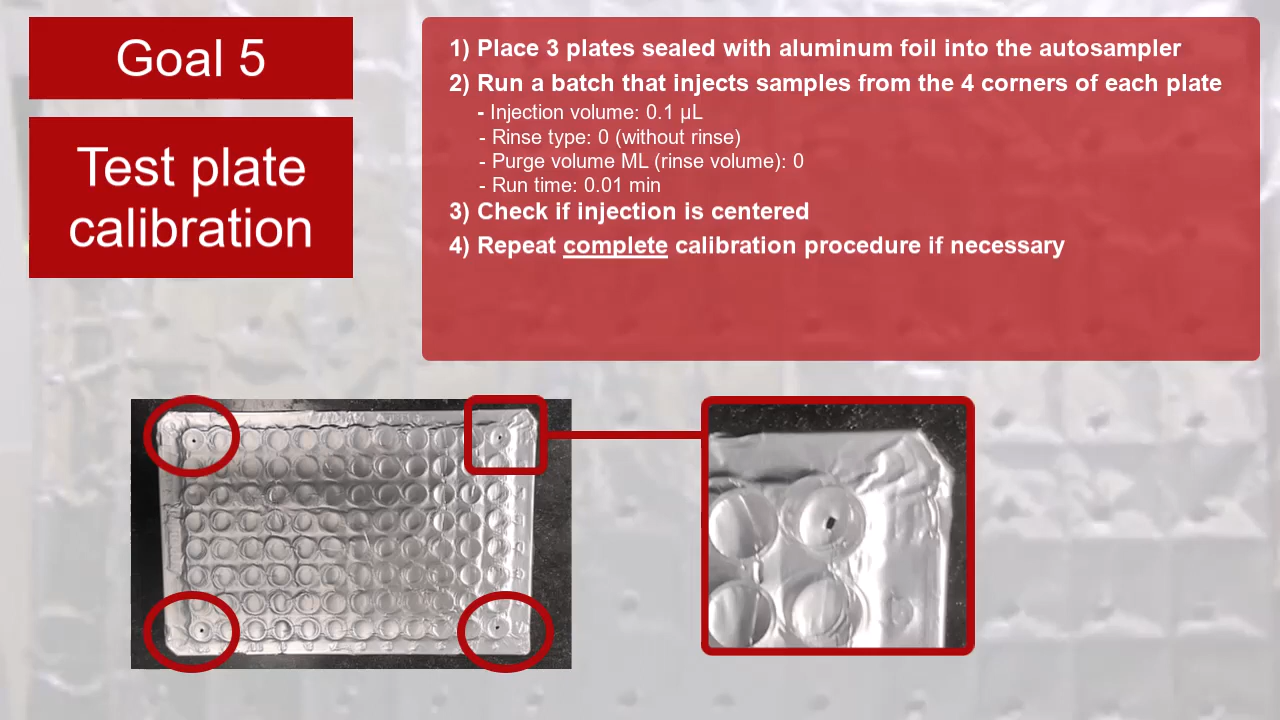 Goal 5
Test plate
calibration
1) Place 3 plates sealed with aluminum foil into the autosampler
2) Run a batch that injects samples from the 4 corners of each plate
- Injection volume: 0.1 µL
- Rinse type: 0 (without rinse)
- Purge volume ML (rinse volume): 0
- Run time: 0.01 min
3) Check if injection is centered
4) Repeat complete calibration procedure if necessary